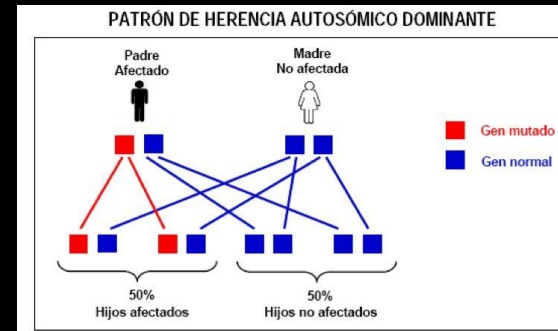 PATRÓN DE HERENCIA AUTOSÓMICO DOMINANTE
Padre
Afectado
Madre
No afectada
Gen mutado
Gen normal
50%
Hijos afectados
50%
Hijos no afectados